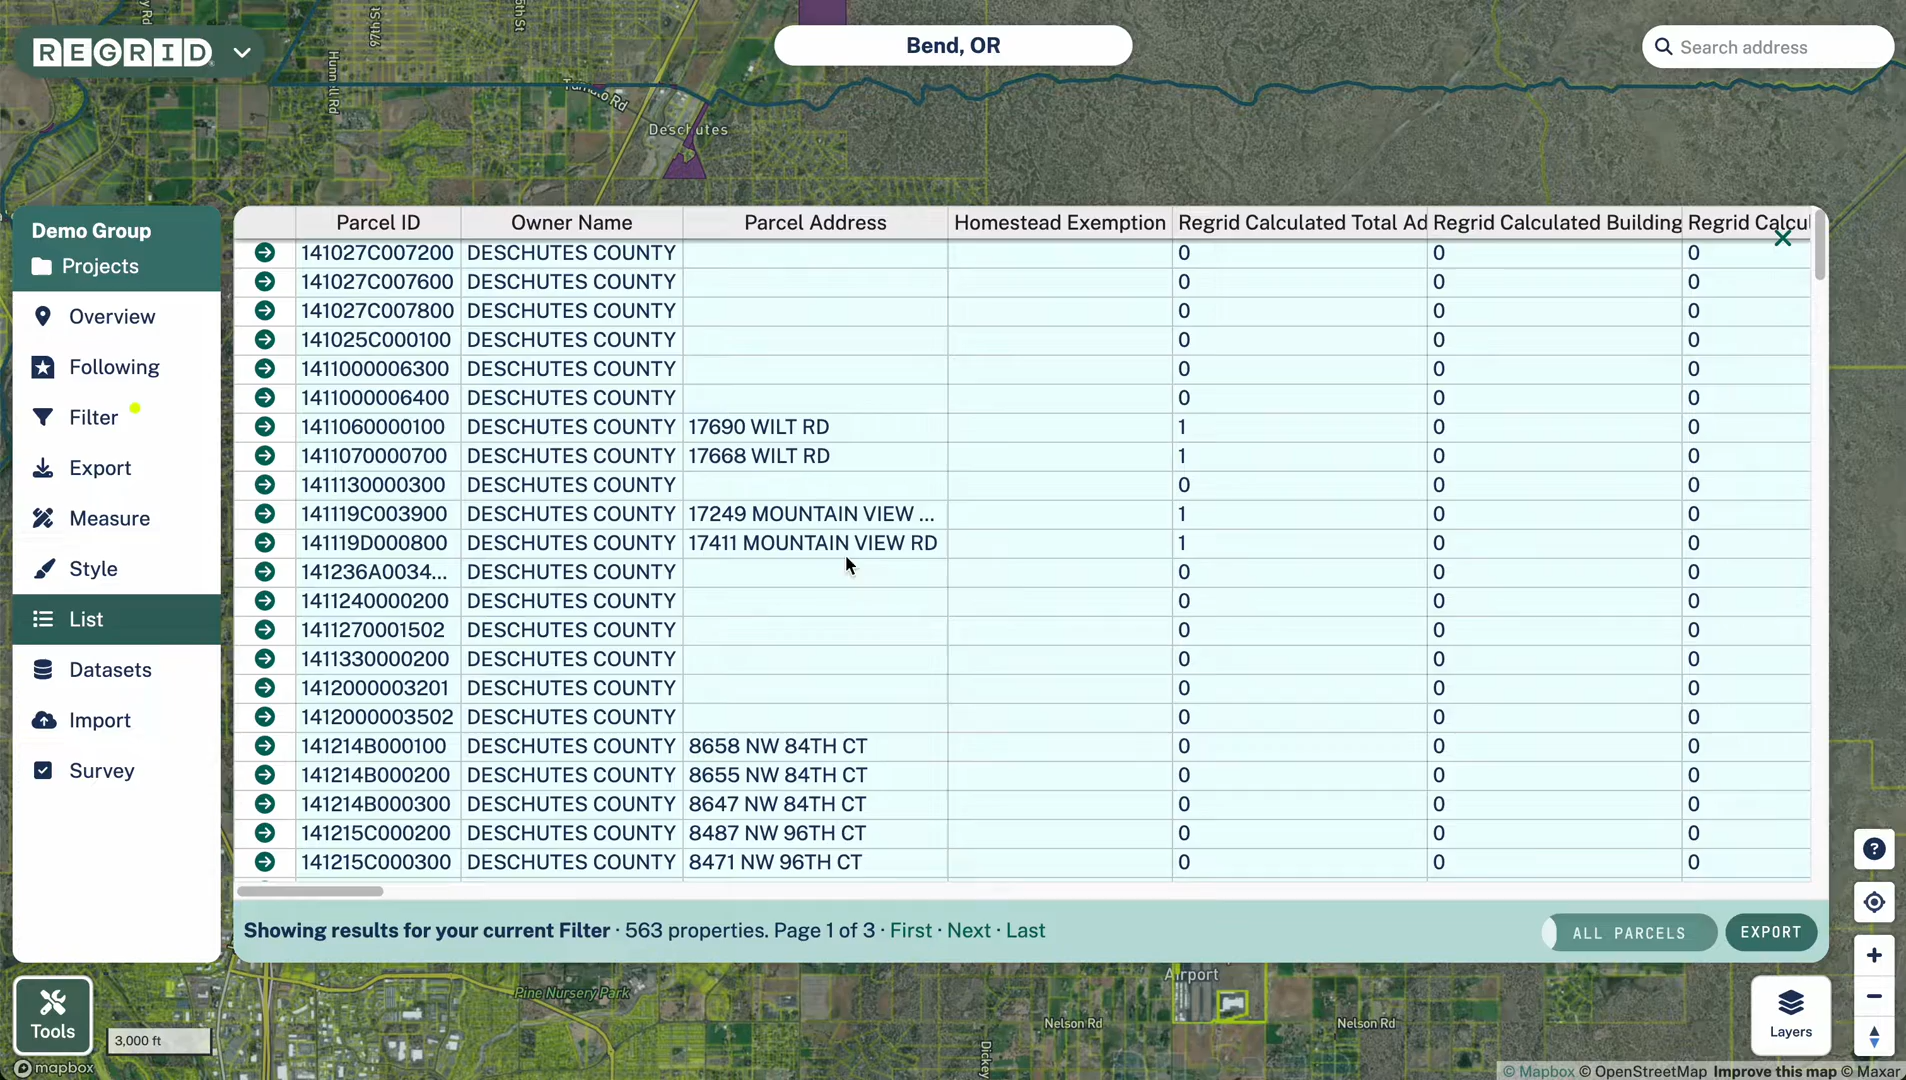 REGRID
Bend, OR
Search address
Hunnell Rd
Tumalo Rd
Deschutes
Demo Group
Projects
Overview
Following
Filter
Export
Measure
Style
List
Datasets
Import
Survey
Parcel ID Owner Name Parcel Address Homestead Exemption Regrid Calculated Total Ad Regrid Calculated Building Regrid Calcul
141027C007200 DESCHUTES COUNTY 0 0 0
141027C007600 DESCHUTES COUNTY 0 0 0
141027C007800 DESCHUTES COUNTY 0 0 0
141025C000100 DESCHUTES COUNTY 0 0 0
1411000006300 DESCHUTES COUNTY 0 0 0
1411000006400 DESCHUTES COUNTY 0 0 0
1411060000100 DESCHUTES COUNTY 17690 WILT RD 1 0 0
1411070000700 DESCHUTES COUNTY 17668 WILT RD 1 0 0
1411130000300 DESCHUTES COUNTY 0 0 0
141119C003900 DESCHUTES COUNTY 17249 MOUNTAIN VIEW ... 1 0 0
141119D000800 DESCHUTES COUNTY 17411 MOUNTAIN VIEW RD 1 0 0
141236A0034... DESCHUTES COUNTY 0 0 0
1411240000200 DESCHUTES COUNTY 0 0 0
1411270001502 DESCHUTES COUNTY 0 0 0
1411330000200 DESCHUTES COUNTY 0 0 0
1412000003201 DESCHUTES COUNTY 0 0 0
1412000003502 DESCHUTES COUNTY 0 0 0
141214B000100 DESCHUTES COUNTY 8658 NW 84TH CT 0 0 0
141214B000200 DESCHUTES COUNTY 8655 NW 84TH CT 0 0 0
141214B000300 DESCHUTES COUNTY 8647 NW 84TH CT 0 0 0
141215C000200 DESCHUTES COUNTY 8487 NW 96TH CT 0 0 0
141215C000300 DESCHUTES COUNTY 8471 NW 96TH CT 0 0 0
Showing results for your current Filter · 563 properties. Page 1 of 3 · First · Next · Last
ALL PARCELS
EXPORT
Airport
Pine Nursery Park
Nelson Rd
Nelson Rd
Dickey
Tools
3,000 ft
Layers
mapbox
© Mapbox © OpenStreetMap Improve this map © Maxar